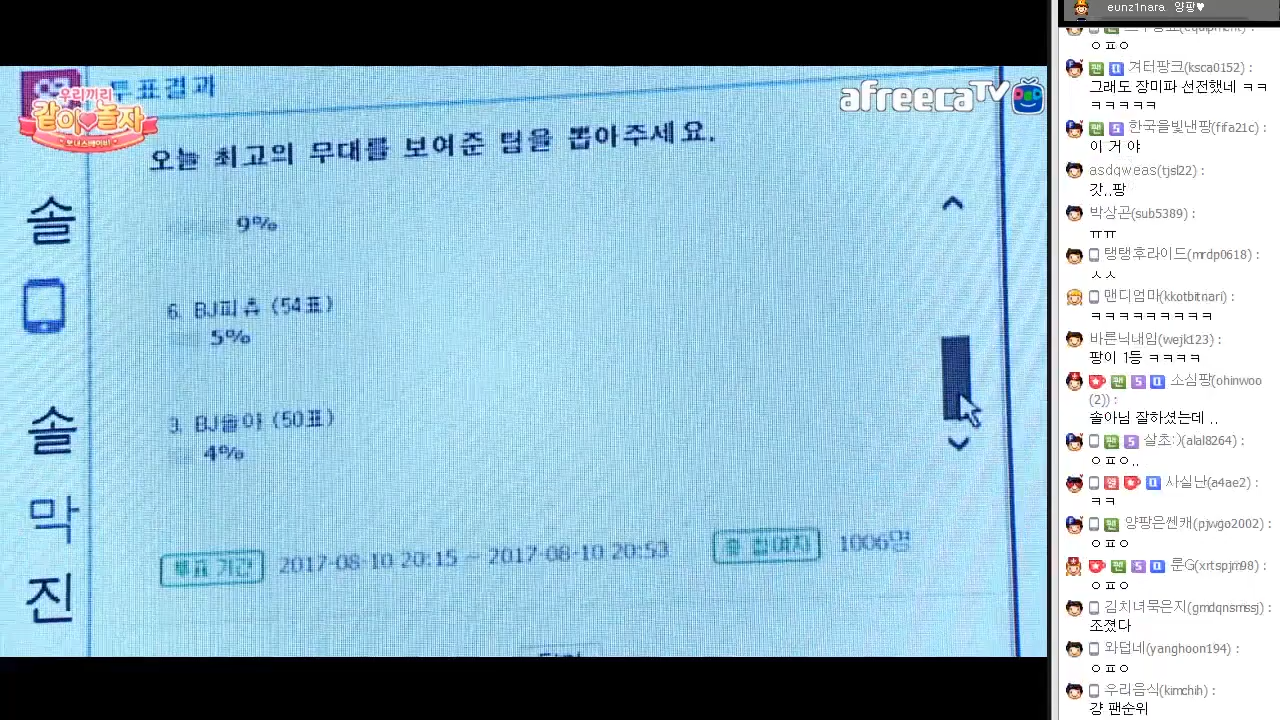 투표결과
우리끼리
같이 놀자
afreecaTV
오늘 최고의 무대를 보여준 팀을 뽑아주세요.
9%
6. BJ피츄 (54표)
5%
3. BJ솔아 (50표)
4%
투표 기간 2017-08-10 20:15 ~ 2017-08-10 20:53 총 참여자 1006명
솔
솔
막
진
eunz1nara 양팡♥
ㅇㅍㅇ
겨터팡크(ksca0152) :
그래도 장미파 선전했네 ㅋㅋ
ㅋㅋㅋㅋㅋ
한국을빛낸팡(fifa21c) :
이 거 야
asdqweas(tjsl22) :
갓..팡
박상곤(sub5389) :
ㅠㅠ
탱탱후라이드(mrdp0618) :
ㅅㅅ
맨디엄마(kkotbitnari) :
ㅋㅋㅋㅋㅋㅋㅋㅋㅋ
바른닉내임(wejk123) :
팡이 1등 ㅋㅋㅋㅋ
소심팡(ohinwoo
(2)) :
솔아님 잘하셨는데 ..
살초:)(alal8264) :
ㅇㅍㅇ..
사실난(a4ae2) :
ㅋㅋ
양팡은쎈캐(pjwgo2002) :
ㅇㅍㅇ
룬G(xrtspjm98) :
ㅇㅍㅇ
김치녀묵은지(gmdqnsmssj) :
조졌다
와덥네(yanghoon194) :
ㅇㅍㅇ
우리음식(kimchih) :
걍 팬순위